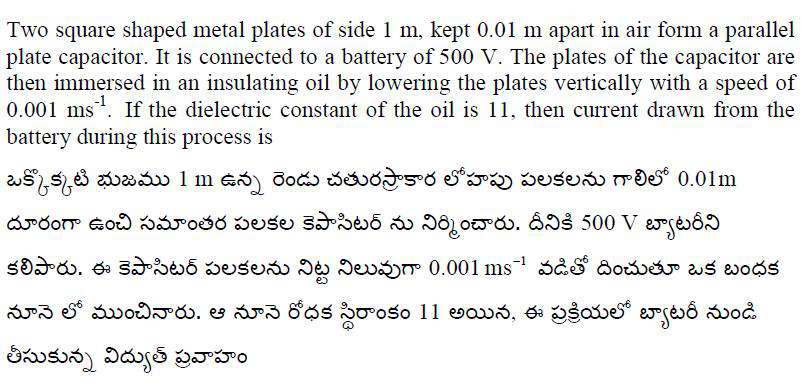 Two square shaped metal plates of side 1 m, kept 0.01 m apart in air form a parallel
plate capacitor. It is connected to a battery of 500 V. The plates of the capacitor are
then immersed in an insulating oil by lowering the plates vertically with a speed of
0.001 ms⁻¹. If the dielectric constant of the oil is 11, then current drawn from the
battery during this process is
ఒక్కొక్కటి భుజము 1 m ఉన్న రెండు చతురస్రాకార లోహపు పలకలను గాలిలో 0.01m
దూరంగా ఉంచి సమాంతర పలకల కెపాసిటర్ ను నిర్మించారు. దీనికి 500 V బ్యాటరీని
కలిపారు. ఈ కెపాసిటర్ పలకలను నిట్ట నిలువుగా 0.001 ms⁻¹ వడితో దించుతూ ఒక బంధక
నూనె లో ముంచినారు. ఆ నూనె రోధక స్థిరాంకం 11 అయిన, ఈ ప్రక్రియలో బ్యాటరీ నుండి
తీసుకున్న విద్యుత్ ప్రవాహం